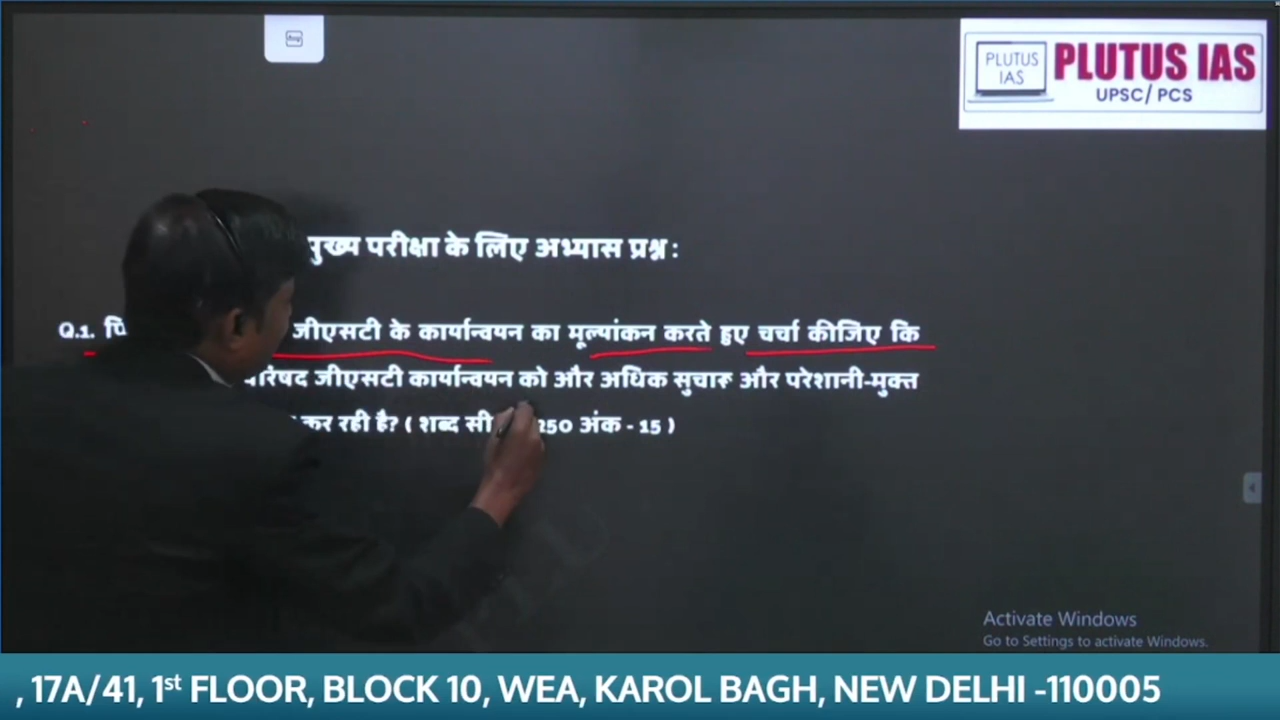 PLUTUS IAS
PLUTUS IAS
UPSC/ PCS
मुख्य परीक्षा के लिए अभ्यास प्रश्न :
Q.1. जीएसटी के कार्यान्वयन का मूल्यांकन करते हुए चर्चा कीजिए कि
जीएसटी कार्यान्वयन को और अधिक सुचारू और परेशानी-मुक्त
कर रही है? ( शब्द 250 अंक - 15 )
Activate Windows
Go to Settings to activate Windows.
, 17A/41, 1st FLOOR, BLOCK 10, WEA, KAROL BAGH, NEW DELHI -110005